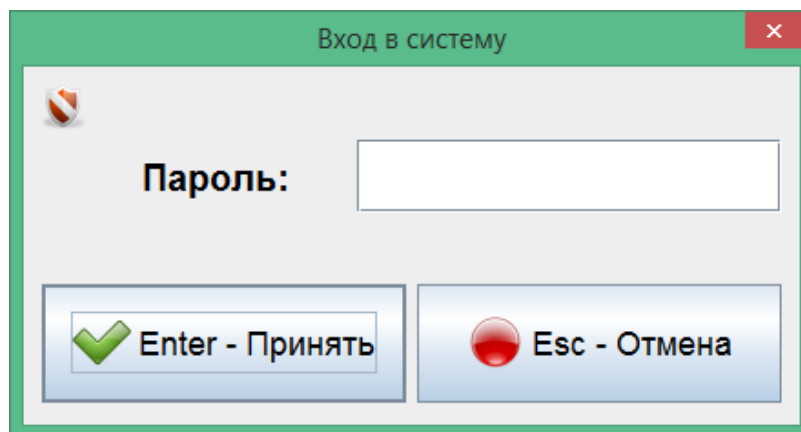 Вход в систему
Пароль:
Enter - Принять
Esc - Отмена